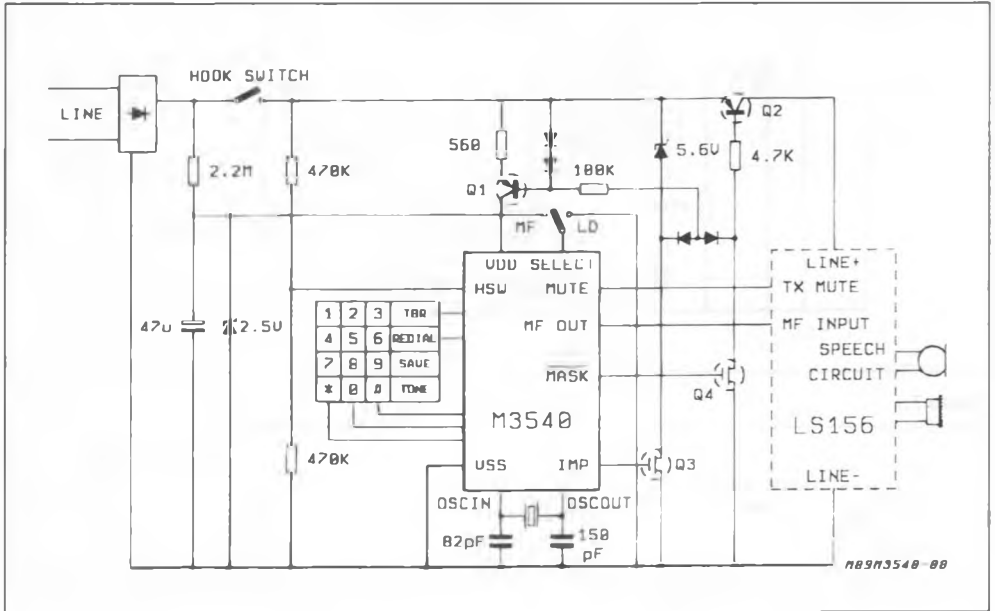 HOOK SWITCH
LINE
2.2M
470K
560
Q1
100K
5.6V
Q2
4.7K
MF LD
VDD SELECT
HSW MUTE
MF OUT
MASK
M3540
VSS IMP
OSCIN OSCOUT
1 2 3 TBR
4 5 6 REDIAL
7 8 9 SAVE
* 0 # TONE
47u
2.5V
470K
82pF
150
pF
Q3
Q4
LINE+
TX MUTE
MF INPUT
SPEECH
CIRCUIT
LS156
LINE-
M89M3540-08